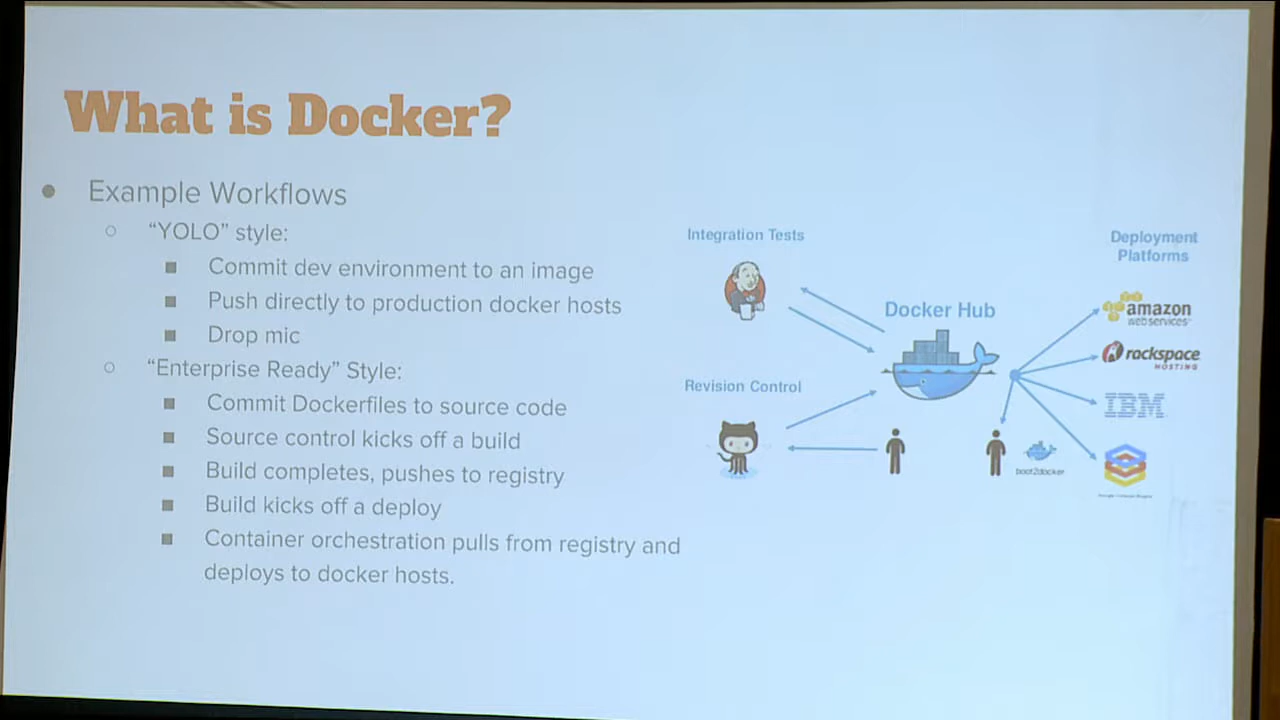 What is Docker?
Example Workflows
“YOLO” style:
Commit dev environment to an image
Push directly to production docker hosts
Drop mic
“Enterprise Ready” Style:
Commit Dockerfiles to source code
Source control kicks off a build
Build completes, pushes to registry
Build kicks off a deploy
Container orchestration pulls from registry and
deploys to docker hosts.
Integration Tests
Revision Control
Docker Hub
boot2docker
Deployment
Platforms
amazon
webservices
rackspace
HOSTING
IBM